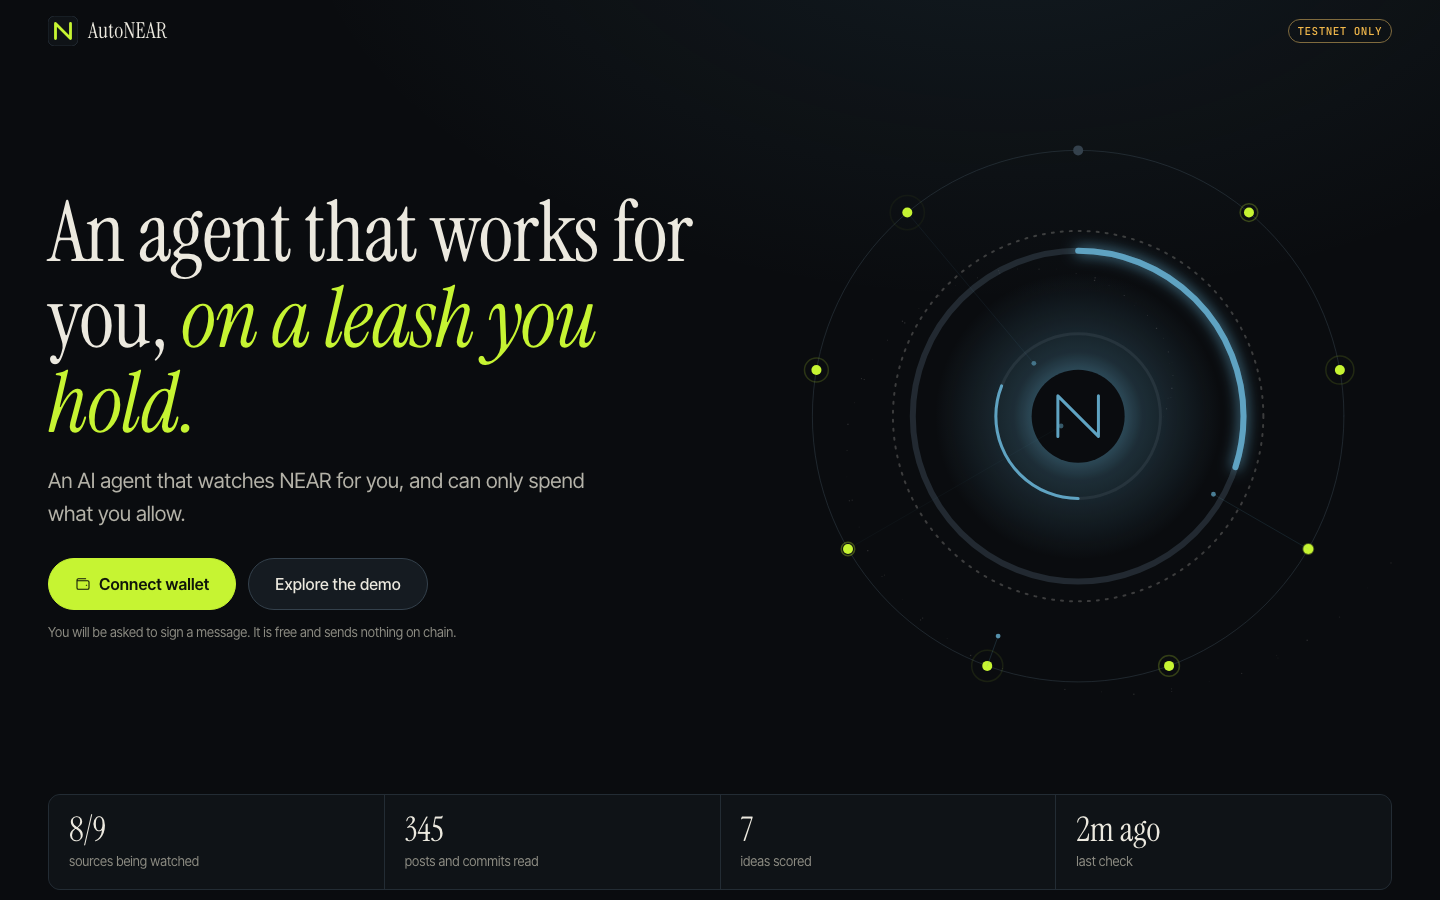 AutoNEAR
TESTNET ONLY
An agent that works for
you, on a leash you
hold.
An AI agent that watches NEAR for you, and can only spend
what you allow.
Connect wallet
Explore the demo
You will be asked to sign a message. It is free and sends nothing on chain.
8/9
sources being watched
345
posts and commits read
7
ideas scored
2m ago
last check